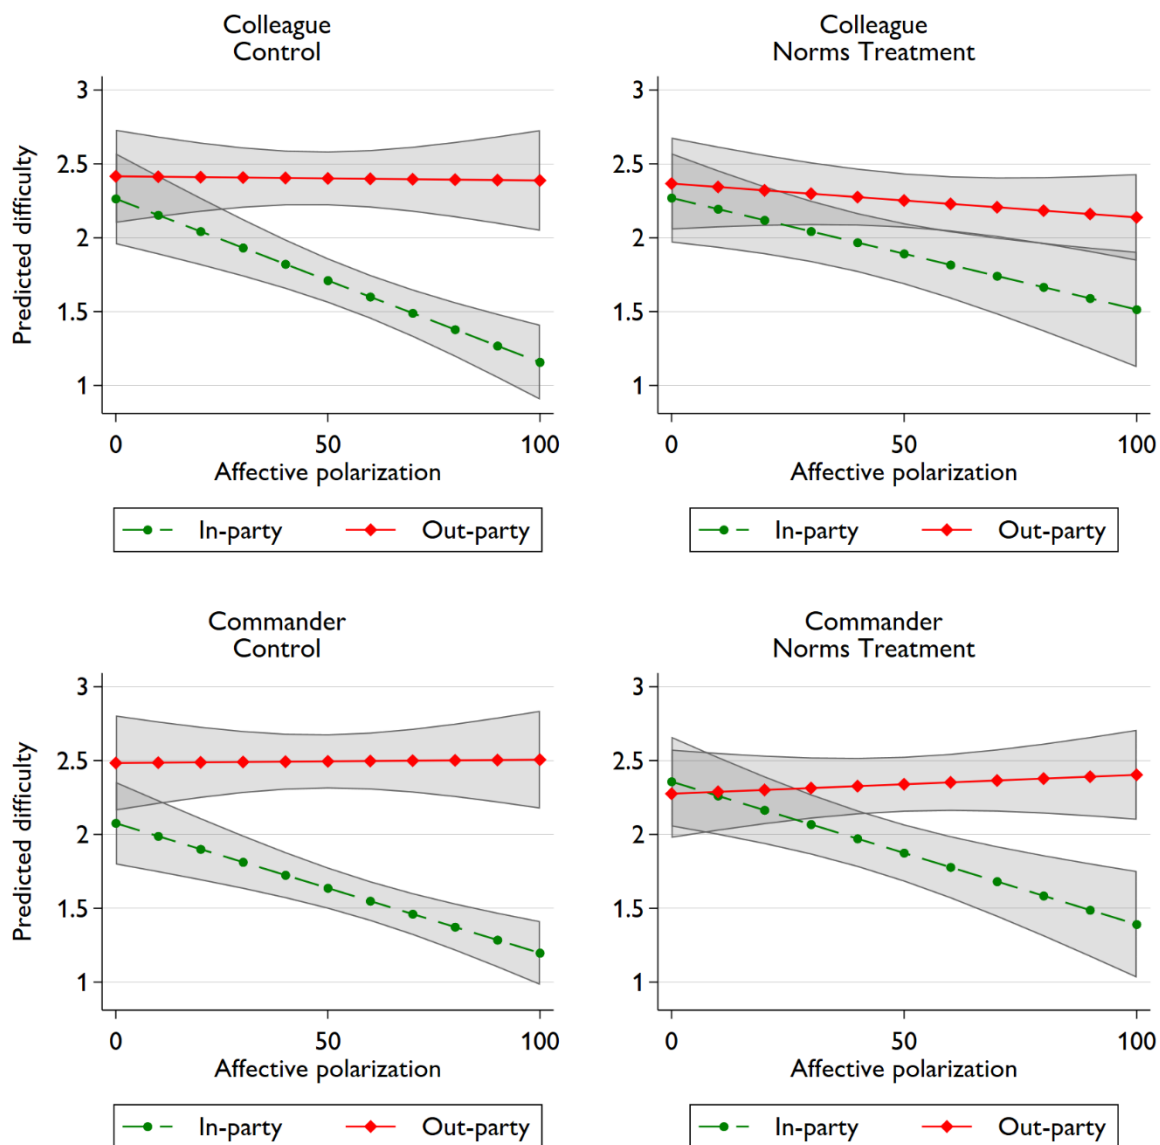 Colleague
Control
Predicted difficulty
3
2.5
2
1.5
1
0
50
100
Affective polarization
In-party
Out-party
Colleague
Norms Treatment
3
2.5
2
1.5
1
0
50
100
Affective polarization
In-party
Out-party
Commander
Control
Predicted difficulty
3
2.5
2
1.5
1
0
50
100
Affective polarization
In-party
Out-party
Commander
Norms Treatment
3
2.5
2
1.5
1
0
50
100
Affective polarization
In-party
Out-party